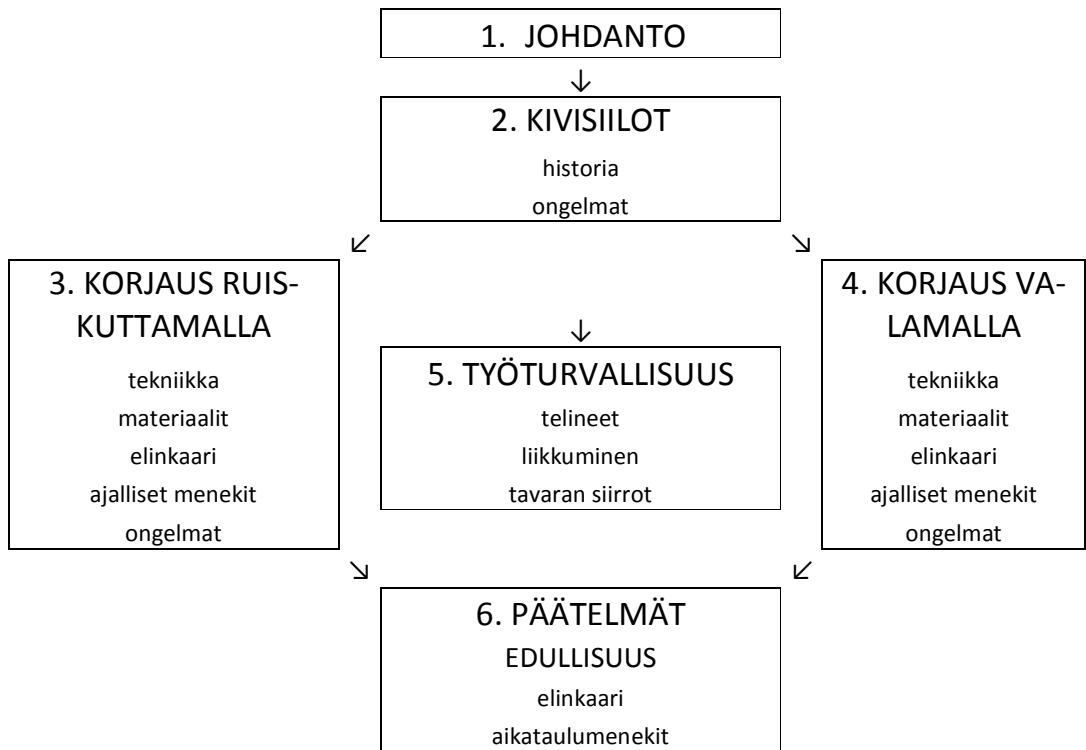 1. JOHDANTO
↓
2. KIVISIILOT
historia
ongelmat
↙ ↘
3. KORJAUS RUIS-
KUTTAMALLA
tekniikka
materiaalit
elinkaari
ajalliset menekit
ongelmat
↓
5. TYÖTURVALLISUUS
telineet
liikkuminen
tavaran siirrot
4. KORJAUS VA-
LAMALLA
tekniikka
materiaalit
elinkaari
ajalliset menekit
ongelmat
↘ ↙
6. PÄÄTELMÄT
EDULLISUUS
elinkaari
aikataulumenekit